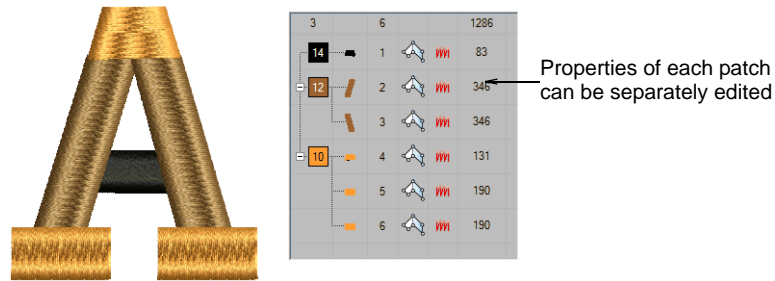 3 6 1286
14 1 83
12 2 346
3 346
10 4 131
5 190
6 190
Properties of each patch
can be separately edited
A